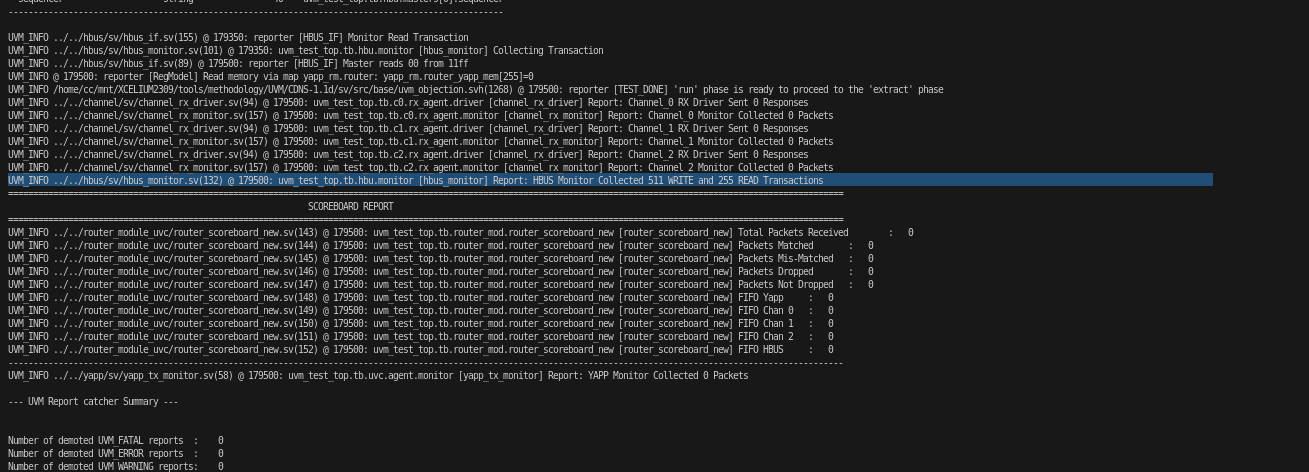 ---------------------------------------------------------------------------------------------------
UVM_INFO ../../hbus/sv/hbus_if.sv(155) @ 179350: reporter [HBUS_IF] Monitor Read Transaction
UVM_INFO ../../hbus/sv/hbus_monitor.sv(101) @ 179350: uvm_test_top.tb.hbu.monitor [hbus_monitor] Collecting Transaction
UVM_INFO ../../hbus/sv/hbus_if.sv(89) @ 179500: reporter [HBUS_IF] Master reads 00 from 11ff
UVM_INFO @ 179500: reporter [RegModel] Read memory via map yapp_rm.router: yapp_rm.router_yapp_mem[255]=0
UVM_INFO /home/cc/mnt/XCELIUM2309/tools/methodology/UVM/CDNS-1.1d/sv/src/base/uvm_objection.svh(1268) @ 179500: reporter [TEST_DONE] 'run' phase is ready to proceed to the 'extract' phase
UVM_INFO ../../channel/sv/channel_rx_driver.sv(94) @ 179500: uvm_test_top.tb.c0.rx_agent.driver [channel_rx_driver] Report: Channel_0 RX Driver Sent 0 Responses
UVM_INFO ../../channel/sv/channel_rx_monitor.sv(157) @ 179500: uvm_test_top.tb.c0.rx_agent.monitor [channel_rx_monitor] Report: Channel_0 Monitor Collected 0 Packets
UVM_INFO ../../channel/sv/channel_rx_driver.sv(94) @ 179500: uvm_test_top.tb.c1.rx_agent.driver [channel_rx_driver] Report: Channel_1 RX Driver Sent 0 Responses
UVM_INFO ../../channel/sv/channel_rx_monitor.sv(157) @ 179500: uvm_test_top.tb.c1.rx_agent.monitor [channel_rx_monitor] Report: Channel_1 Monitor Collected 0 Packets
UVM_INFO ../../channel/sv/channel_rx_driver.sv(94) @ 179500: uvm_test_top.tb.c2.rx_agent.driver [channel_rx_driver] Report: Channel_2 RX Driver Sent 0 Responses
UVM_INFO ../../channel/sv/channel_rx_monitor.sv(157) @ 179500: uvm_test_top.tb.c2.rx_agent.monitor [channel_rx_monitor] Report: Channel_2 Monitor Collected 0 Packets
UVM_INFO ../../hbus/sv/hbus_monitor.sv(132) @ 179500: uvm_test_top.tb.hbu.monitor [hbus_monitor] Report: HBUS Monitor Collected 511 WRITE and 255 READ Transactions
=======================================================================================================================================================================
SCOREBOARD REPORT
=======================================================================================================================================================================
UVM_INFO ../../router_module_uvc/router_scoreboard_new.sv(143) @ 179500: uvm_test_top.tb.router_mod.router_scoreboard_new [router_scoreboard_new] Total Packets Received : 0
UVM_INFO ../../router_module_uvc/router_scoreboard_new.sv(144) @ 179500: uvm_test_top.tb.router_mod.router_scoreboard_new [router_scoreboard_new] Packets Matched : 0
UVM_INFO ../../router_module_uvc/router_scoreboard_new.sv(145) @ 179500: uvm_test_top.tb.router_mod.router_scoreboard_new [router_scoreboard_new] Packets Mis-Matched : 0
UVM_INFO ../../router_module_uvc/router_scoreboard_new.sv(146) @ 179500: uvm_test_top.tb.router_mod.router_scoreboard_new [router_scoreboard_new] Packets Dropped : 0
UVM_INFO ../../router_module_uvc/router_scoreboard_new.sv(147) @ 179500: uvm_test_top.tb.router_mod.router_scoreboard_new [router_scoreboard_new] Packets Not Dropped : 0
UVM_INFO ../../router_module_uvc/router_scoreboard_new.sv(148) @ 179500: uvm_test_top.tb.router_mod.router_scoreboard_new [router_scoreboard_new] FIFO Yapp : 0
UVM_INFO ../../router_module_uvc/router_scoreboard_new.sv(149) @ 179500: uvm_test_top.tb.router_mod.router_scoreboard_new [router_scoreboard_new] FIFO Chan 0 : 0
UVM_INFO ../../router_module_uvc/router_scoreboard_new.sv(150) @ 179500: uvm_test_top.tb.router_mod.router_scoreboard_new [router_scoreboard_new] FIFO Chan 1 : 0
UVM_INFO ../../router_module_uvc/router_scoreboard_new.sv(151) @ 179500: uvm_test_top.tb.router_mod.router_scoreboard_new [router_scoreboard_new] FIFO Chan 2 : 0
UVM_INFO ../../router_module_uvc/router_scoreboard_new.sv(152) @ 179500: uvm_test_top.tb.router_mod.router_scoreboard_new [router_scoreboard_new] FIFO HBUS : 0
-----------------------------------------------------------------------------------------------------------------------------------------------------------------------
UVM_INFO ../../yapp/sv/yapp_tx_monitor.sv(58) @ 179500: uvm_test_top.tb.uvc.agent.monitor [yapp_tx_monitor] Report: YAPP Monitor Collected 0 Packets
--- UVM Report catcher Summary ---
Number of demoted UVM_FATAL reports : 0
Number of demoted UVM_ERROR reports : 0
Number of demoted UVM_WARNING reports: 0